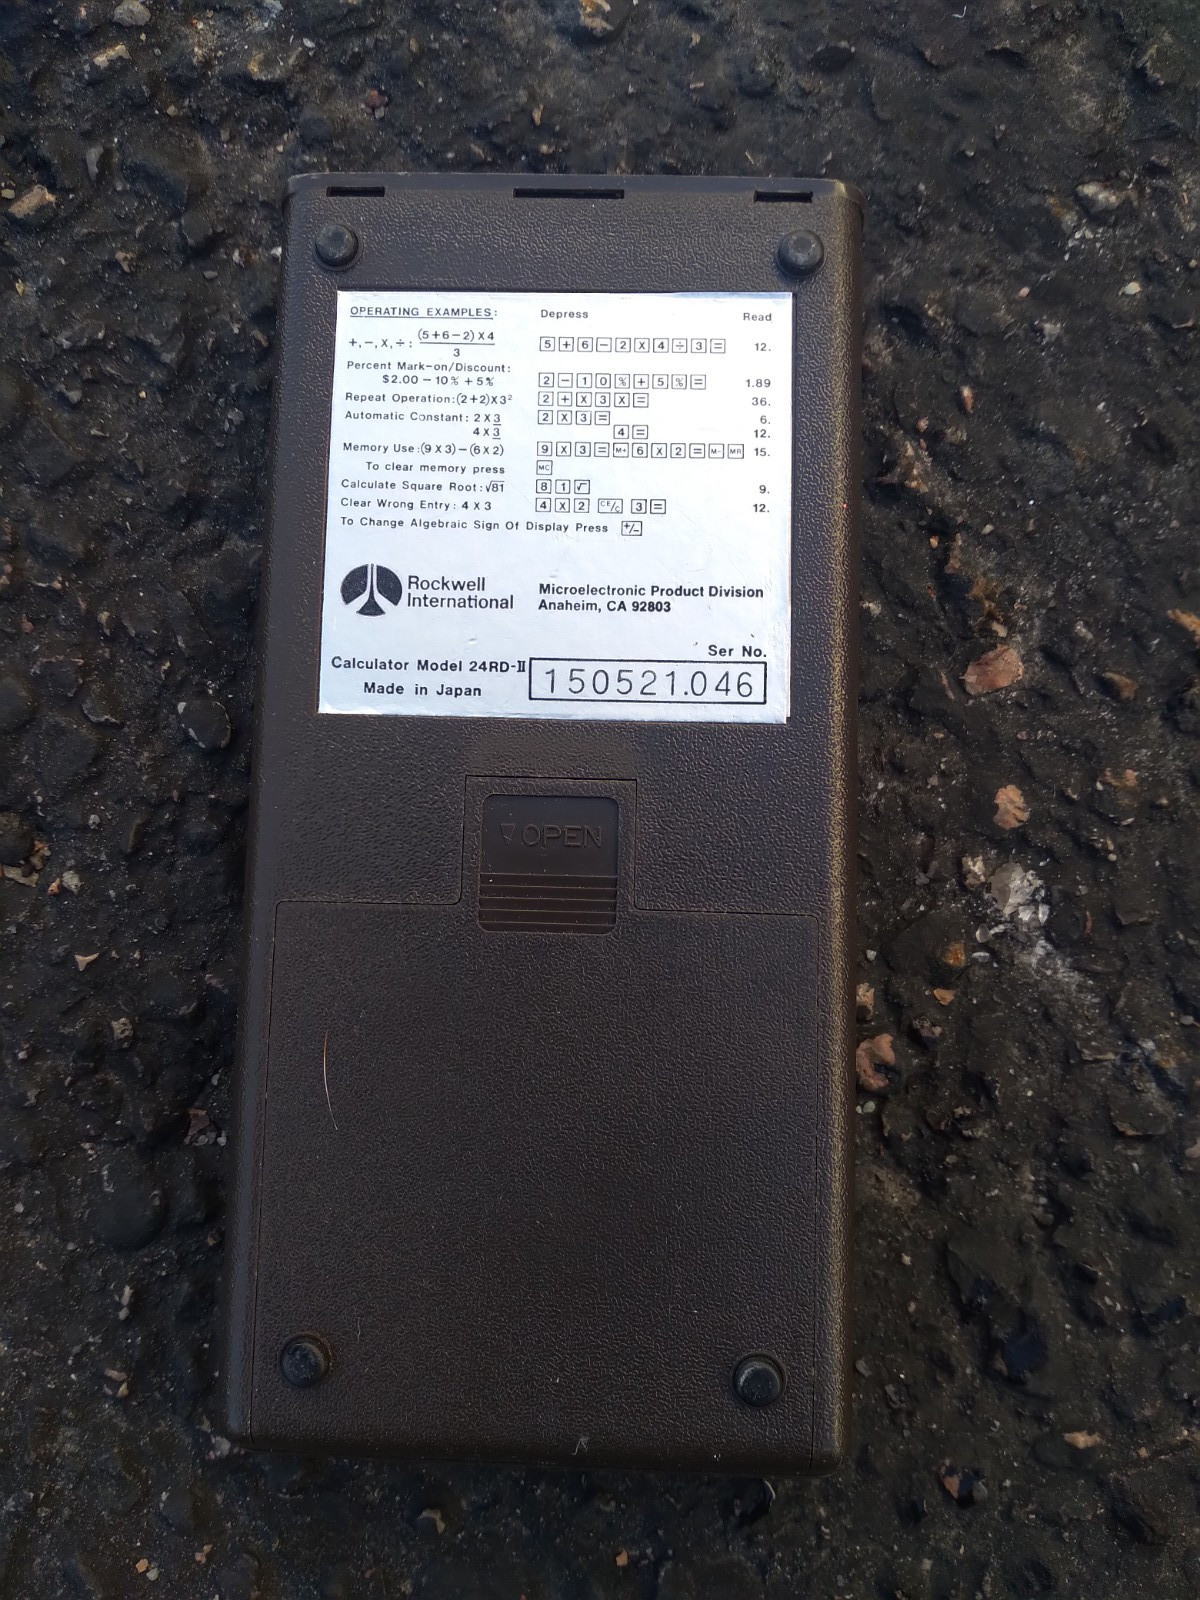 OPERATING EXAMPLES: Depress Read
+,−,x,÷: (5+6−2)X4 / 3 5 + 6 − 2 X 4 ÷ 3 = 12.
Percent Mark-on/Discount:
$2.00 − 10% + 5% 2 − 1 0 % + 5 % = 1.89
Repeat Operation:(2+2)X3² 2 + X 3 X = 36.
Automatic Constant: 2 X 3 2 X 3 = 6.
4 X 3 4 = 12.
Memory Use:(9 X 3)−(6 X 2) 9 X 3 = M+ 6 X 2 = M− MR 15.
To clear memory press MC
Calculate Square Root:√81 8 1 √ 9.
Clear Wrong Entry: 4 X 3 4 X 2 CE/C 3 = 12.
To Change Algebraic Sign Of Display Press +/−
Rockwell International
Microelectronic Product Division
Anaheim, CA 92803
Ser No.
Calculator Model 24RD-II 150521.046
Made in Japan
OPEN